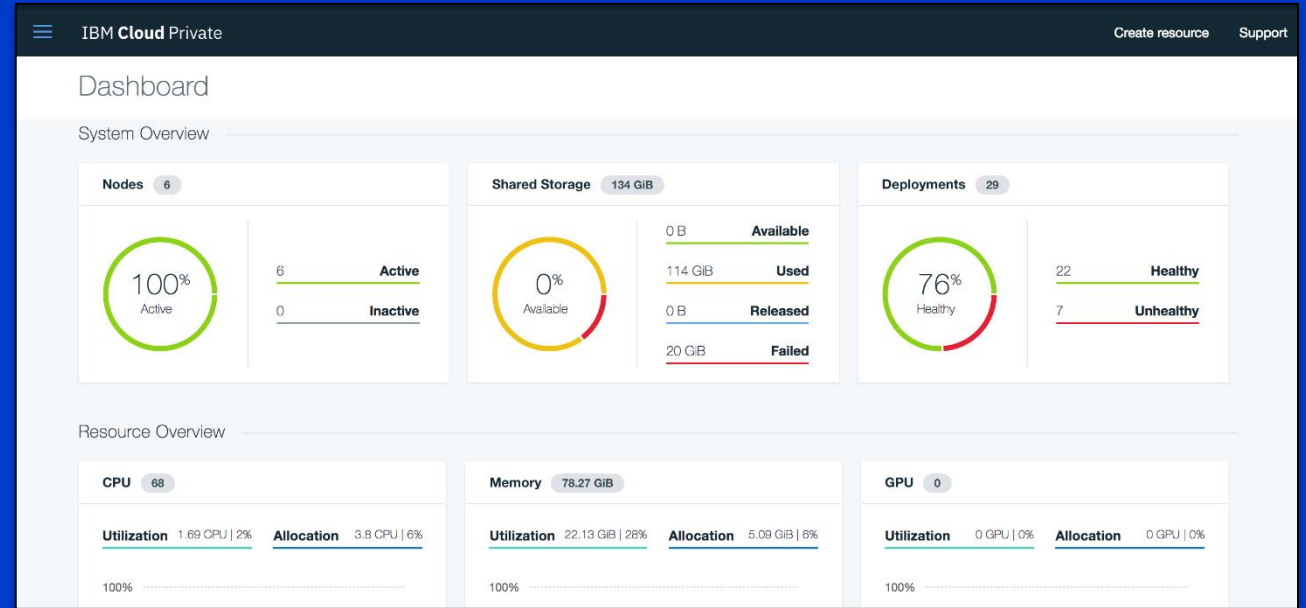 IBM Cloud Private Create resource Support
Dashboard
System Overview
Nodes 6
100%
Active
6 Active
0 Inactive
Shared Storage 134 GiB
0%
Available
0 B Available
114 GiB Used
0 B Released
20 GiB Failed
Deployments 29
76%
Healthy
22 Healthy
7 Unhealthy
Resource Overview
CPU 68
Utilization 1.69 CPU | 2% Allocation 3.8 CPU | 6%
100%
Memory 78.27 GiB
Utilization 22.13 GiB | 28% Allocation 5.09 GiB | 6%
100%
GPU 0
Utilization 0 GPU | 0% Allocation 0 GPU | 0%
100%